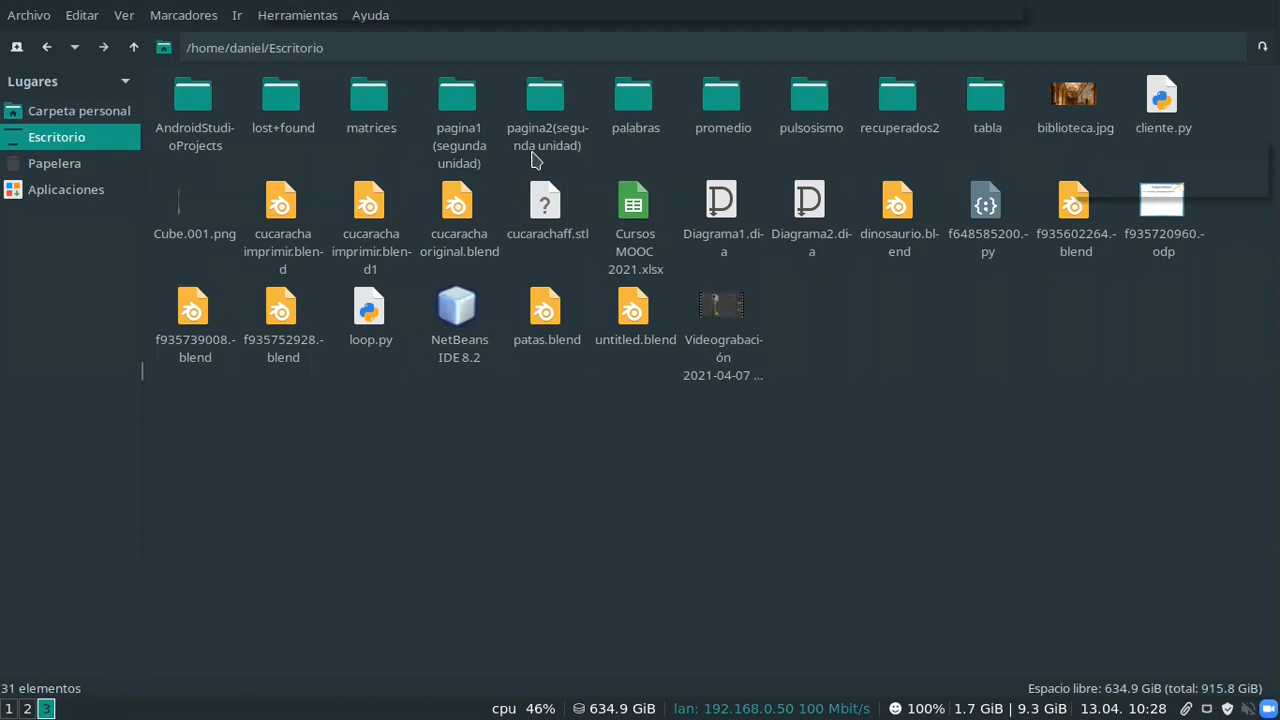 Archivo Editar Ver Marcadores Ir Herramientas Ayuda
/home/daniel/Escritorio
Lugares
Carpeta personal
Escritorio
Papelera
Aplicaciones
AndroidStudi-
oProjects
lost+found
matrices
pagina1
(segunda
unidad)
pagina2(segu-
nda unidad)
palabras
promedio
pulsosismo
recuperados2
tabla
biblioteca.jpg
cliente.py
Cube.001.png
cucaracha
imprimir.blen-
d
cucaracha
imprimir.blen-
d1
cucaracha
original.blend
?
cucarachaff.stl
Cursos
MOOC
2021.xlsx
Diagrama1.di-
a
Diagrama2.di-
a
dinosaurio.bl-
end
{:}
f648585200.-
py
f935602264.-
blend
f935720960.-
odp
f935739008.-
blend
f935752928.-
blend
loop.py
NetBeans
IDE 8.2
patas.blend
untitled.blend
Videograbaci-
ón
2021-04-07 ...
31 elementos
Espacio libre: 634.9 GiB (total: 915.8 GiB)
1 2 3
cpu 46% 634.9 GiB lan: 192.168.0.50 100 Mbit/s 100% 1.7 GiB | 9.3 GiB 13.04. 10:28